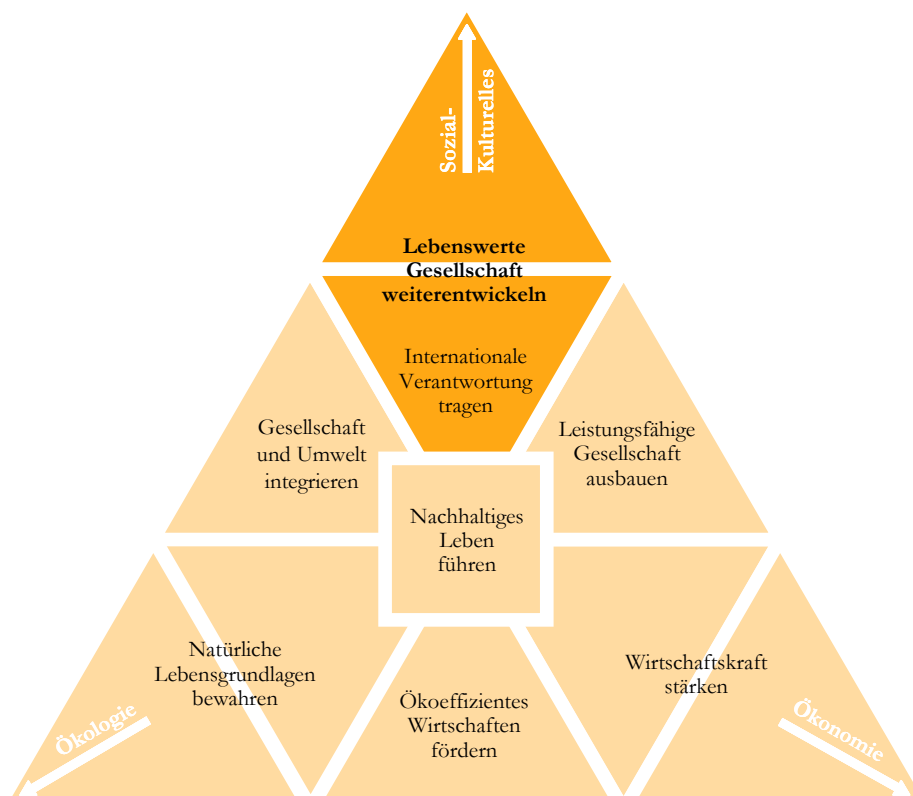 Sozial-
Kulturelles
Lebenswerte
Gesellschaft
weiterentwickeln
Internationale
Verantwortung
tragen
Gesellschaft
und Umwelt
integrieren
Leistungsfähige
Gesellschaft
ausbauen
Nachhaltiges
Leben
führen
Natürliche
Lebensgrundlagen
bewahren
Wirtschaftskraft
stärken
Ökoeffizientes
Wirtschaften
fördern
Ökologie
Ökonomie